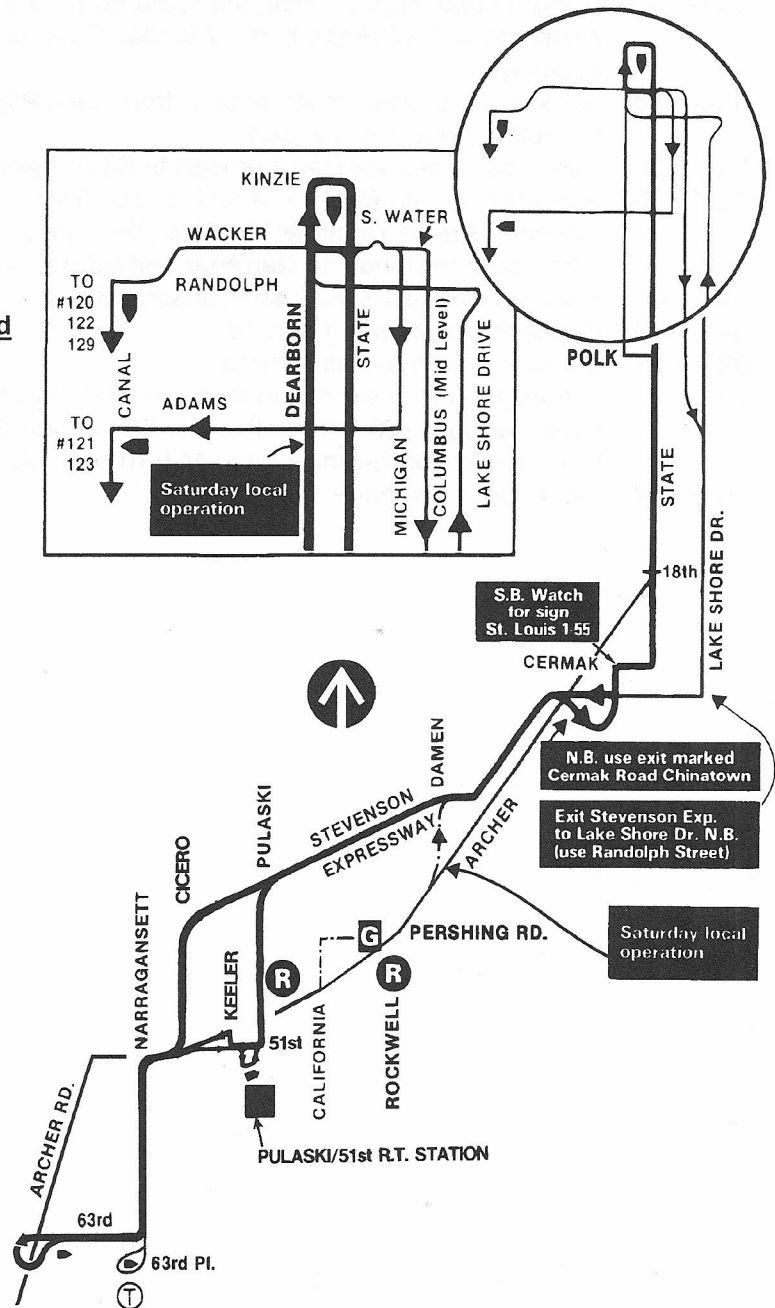 KINZIE
S. WATER
WACKER
RANDOLPH
TO
#120
122
129
CANAL
DEARBORN
STATE
ADAMS
TO
#121
123
Saturday local
operation
MICHIGAN
COLUMBUS (Mid Level)
LAKE SHORE DRIVE
d
POLK
STATE
LAKE SHORE DR.
18th
S.B. Watch
for sign
St. Louis 1-55
CERMAK
N.B. use exit marked
Cermak Road Chinatown
Exit Stevenson Exp.
to Lake Shore Dr. N.B.
(use Randolph Street)
DAMEN
STEVENSON
EXPRESSWAY
ARCHER
PULASKI
CICERO
NARRAGANSETT
KEELER
G
PERSHING RD.
Saturday local
operation
R
R
CALIFORNIA
ROCKWELL
51st
PULASKI/51st R.T. STATION
ARCHER RD.
63rd
63rd Pl.
T